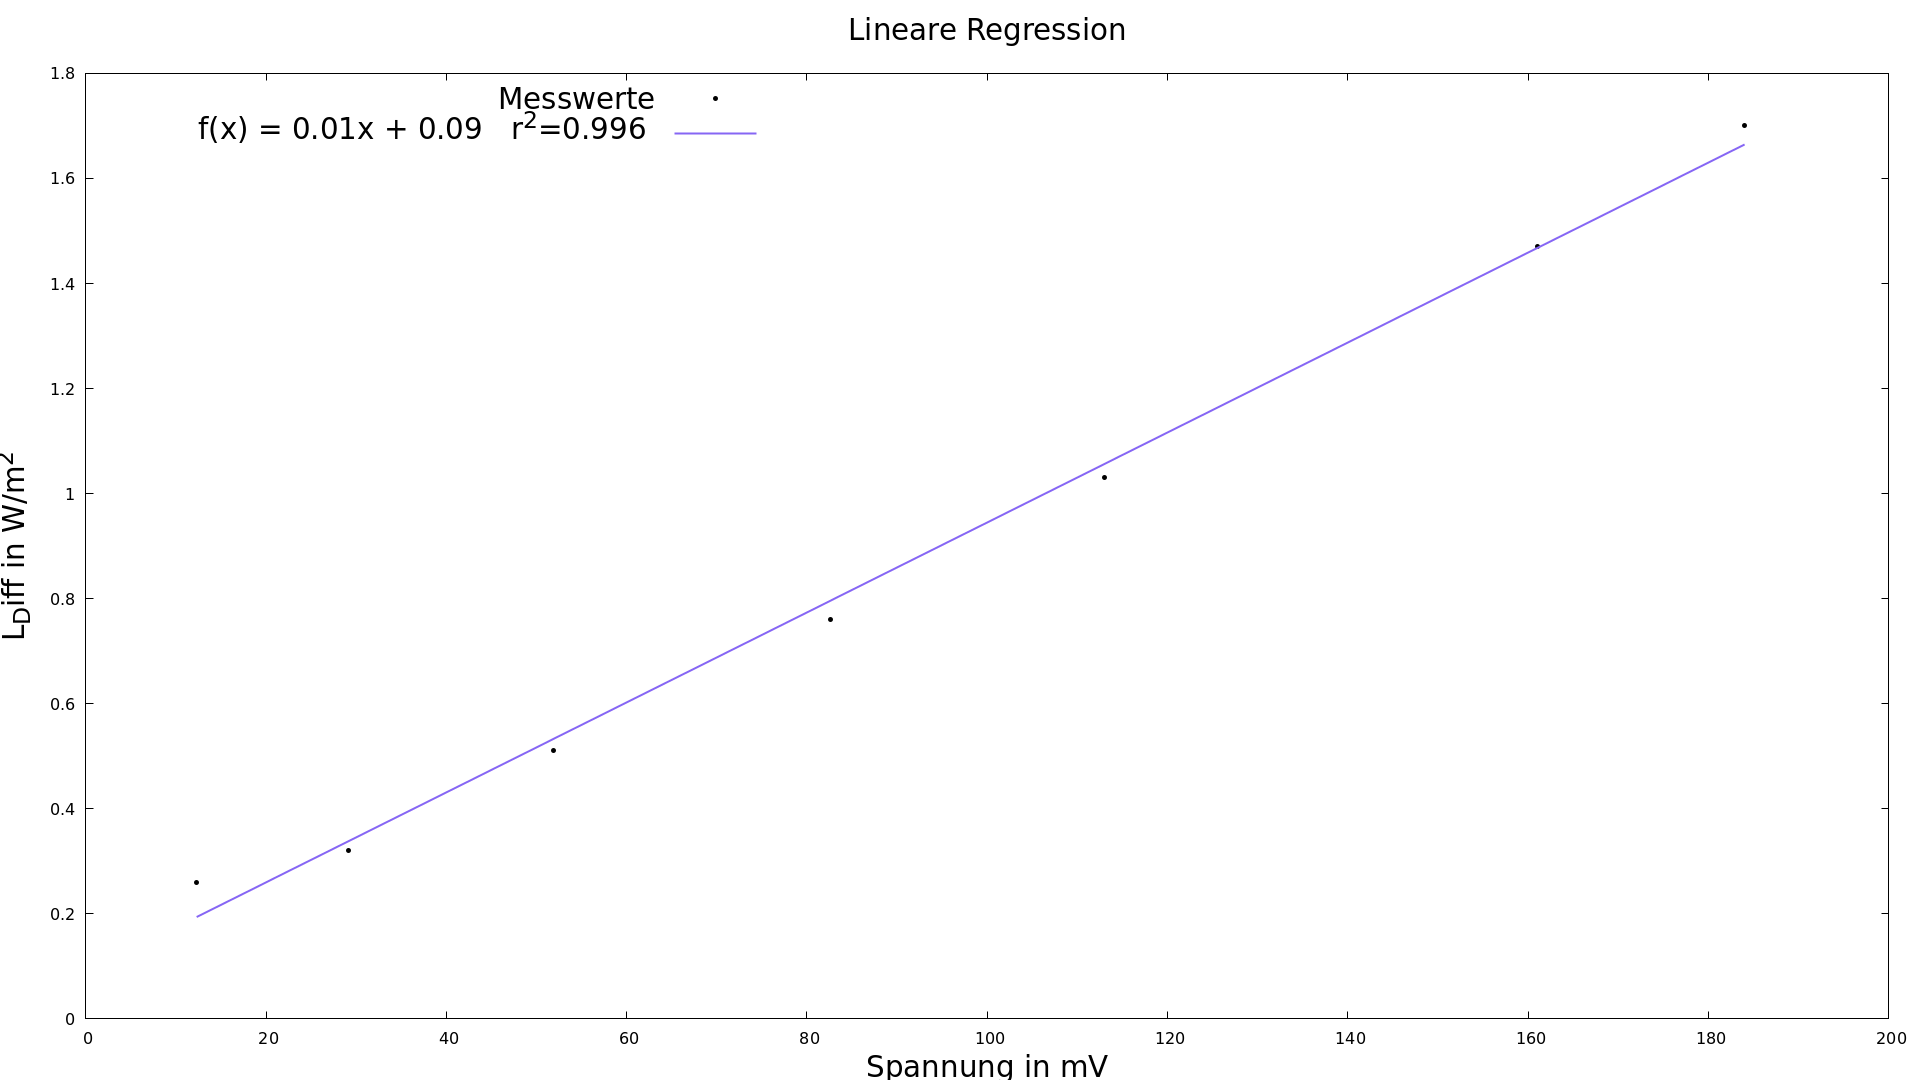 Lineare Regression
Messwerte
f(x) = 0.01x + 0.09   r²=0.996
1.8
1.6
1.4
1.2
1
0.8
0.6
0.4
0.2
0
L_Diff in W/m²
0 20 40 60 80 100 120 140 160 180 200
Spannung in mV